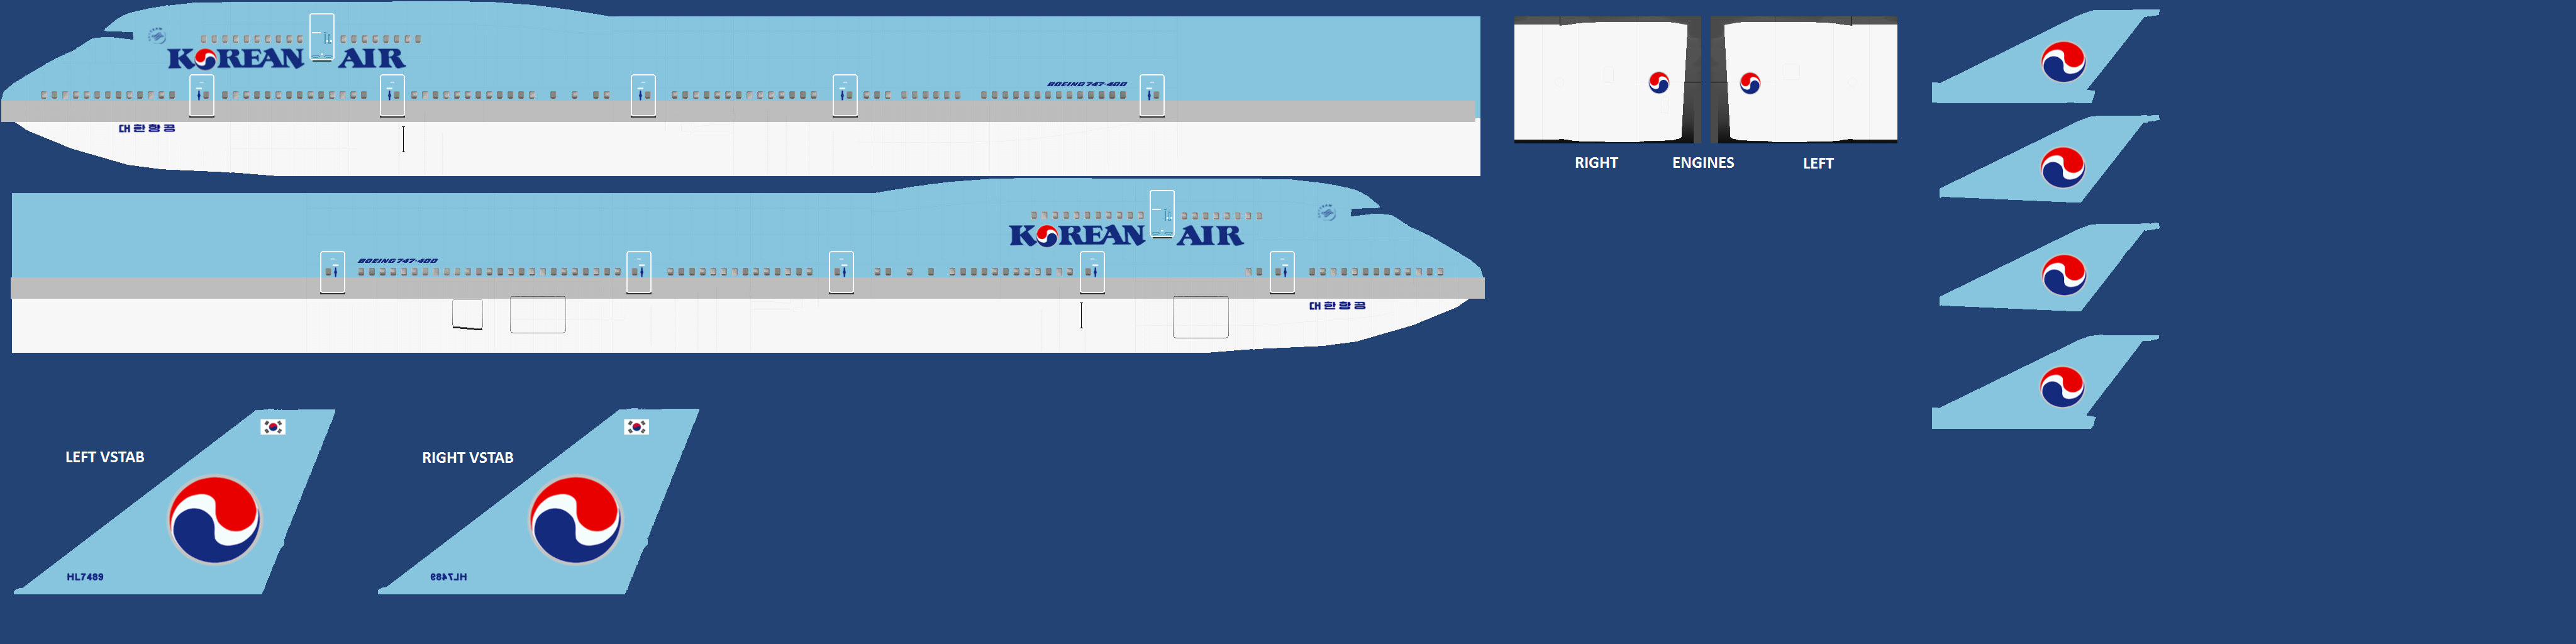 KOREAN AIR
BOEING 747-400
대한항공
RIGHT ENGINES LEFT
KOREAN AIR
BOEING 747-400
대한항공
LEFT VSTAB
RIGHT VSTAB
HL7489
HL7489